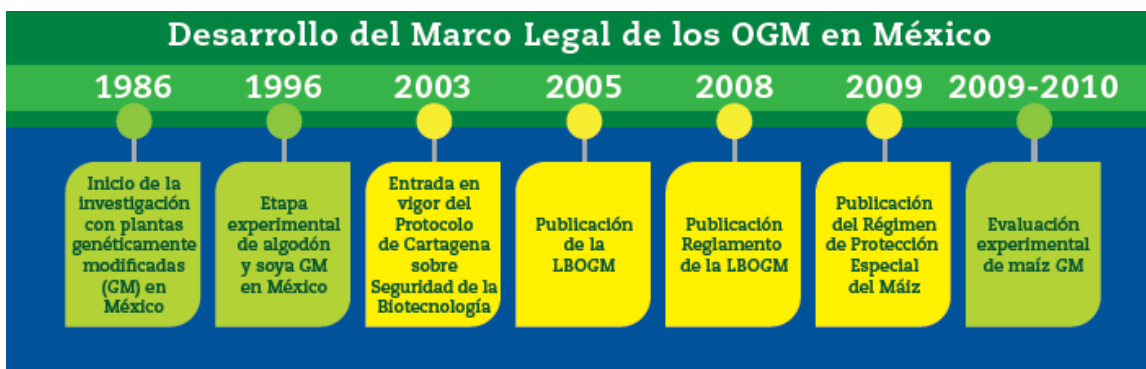 Desarrollo del Marco Legal de los OGM en México
1986 1996 2003 2005 2008 2009 2009-2010
Inicio de la
investigación
con plantas
genéticamente
modificadas
(GM) en
México
Etapa
experimental
de algodón
y soya GM
en México
Entrada en
vigor del
Protocolo
de Cartagena
sobre
Seguridad de la
Biotecnología
Publicación
de la
LBOGM
Publicación
Reglamento
de la LBOGM
Publicación
del Régimen
de Protección
Especial
del Máiz
Evaluación
experimental
de maíz GM